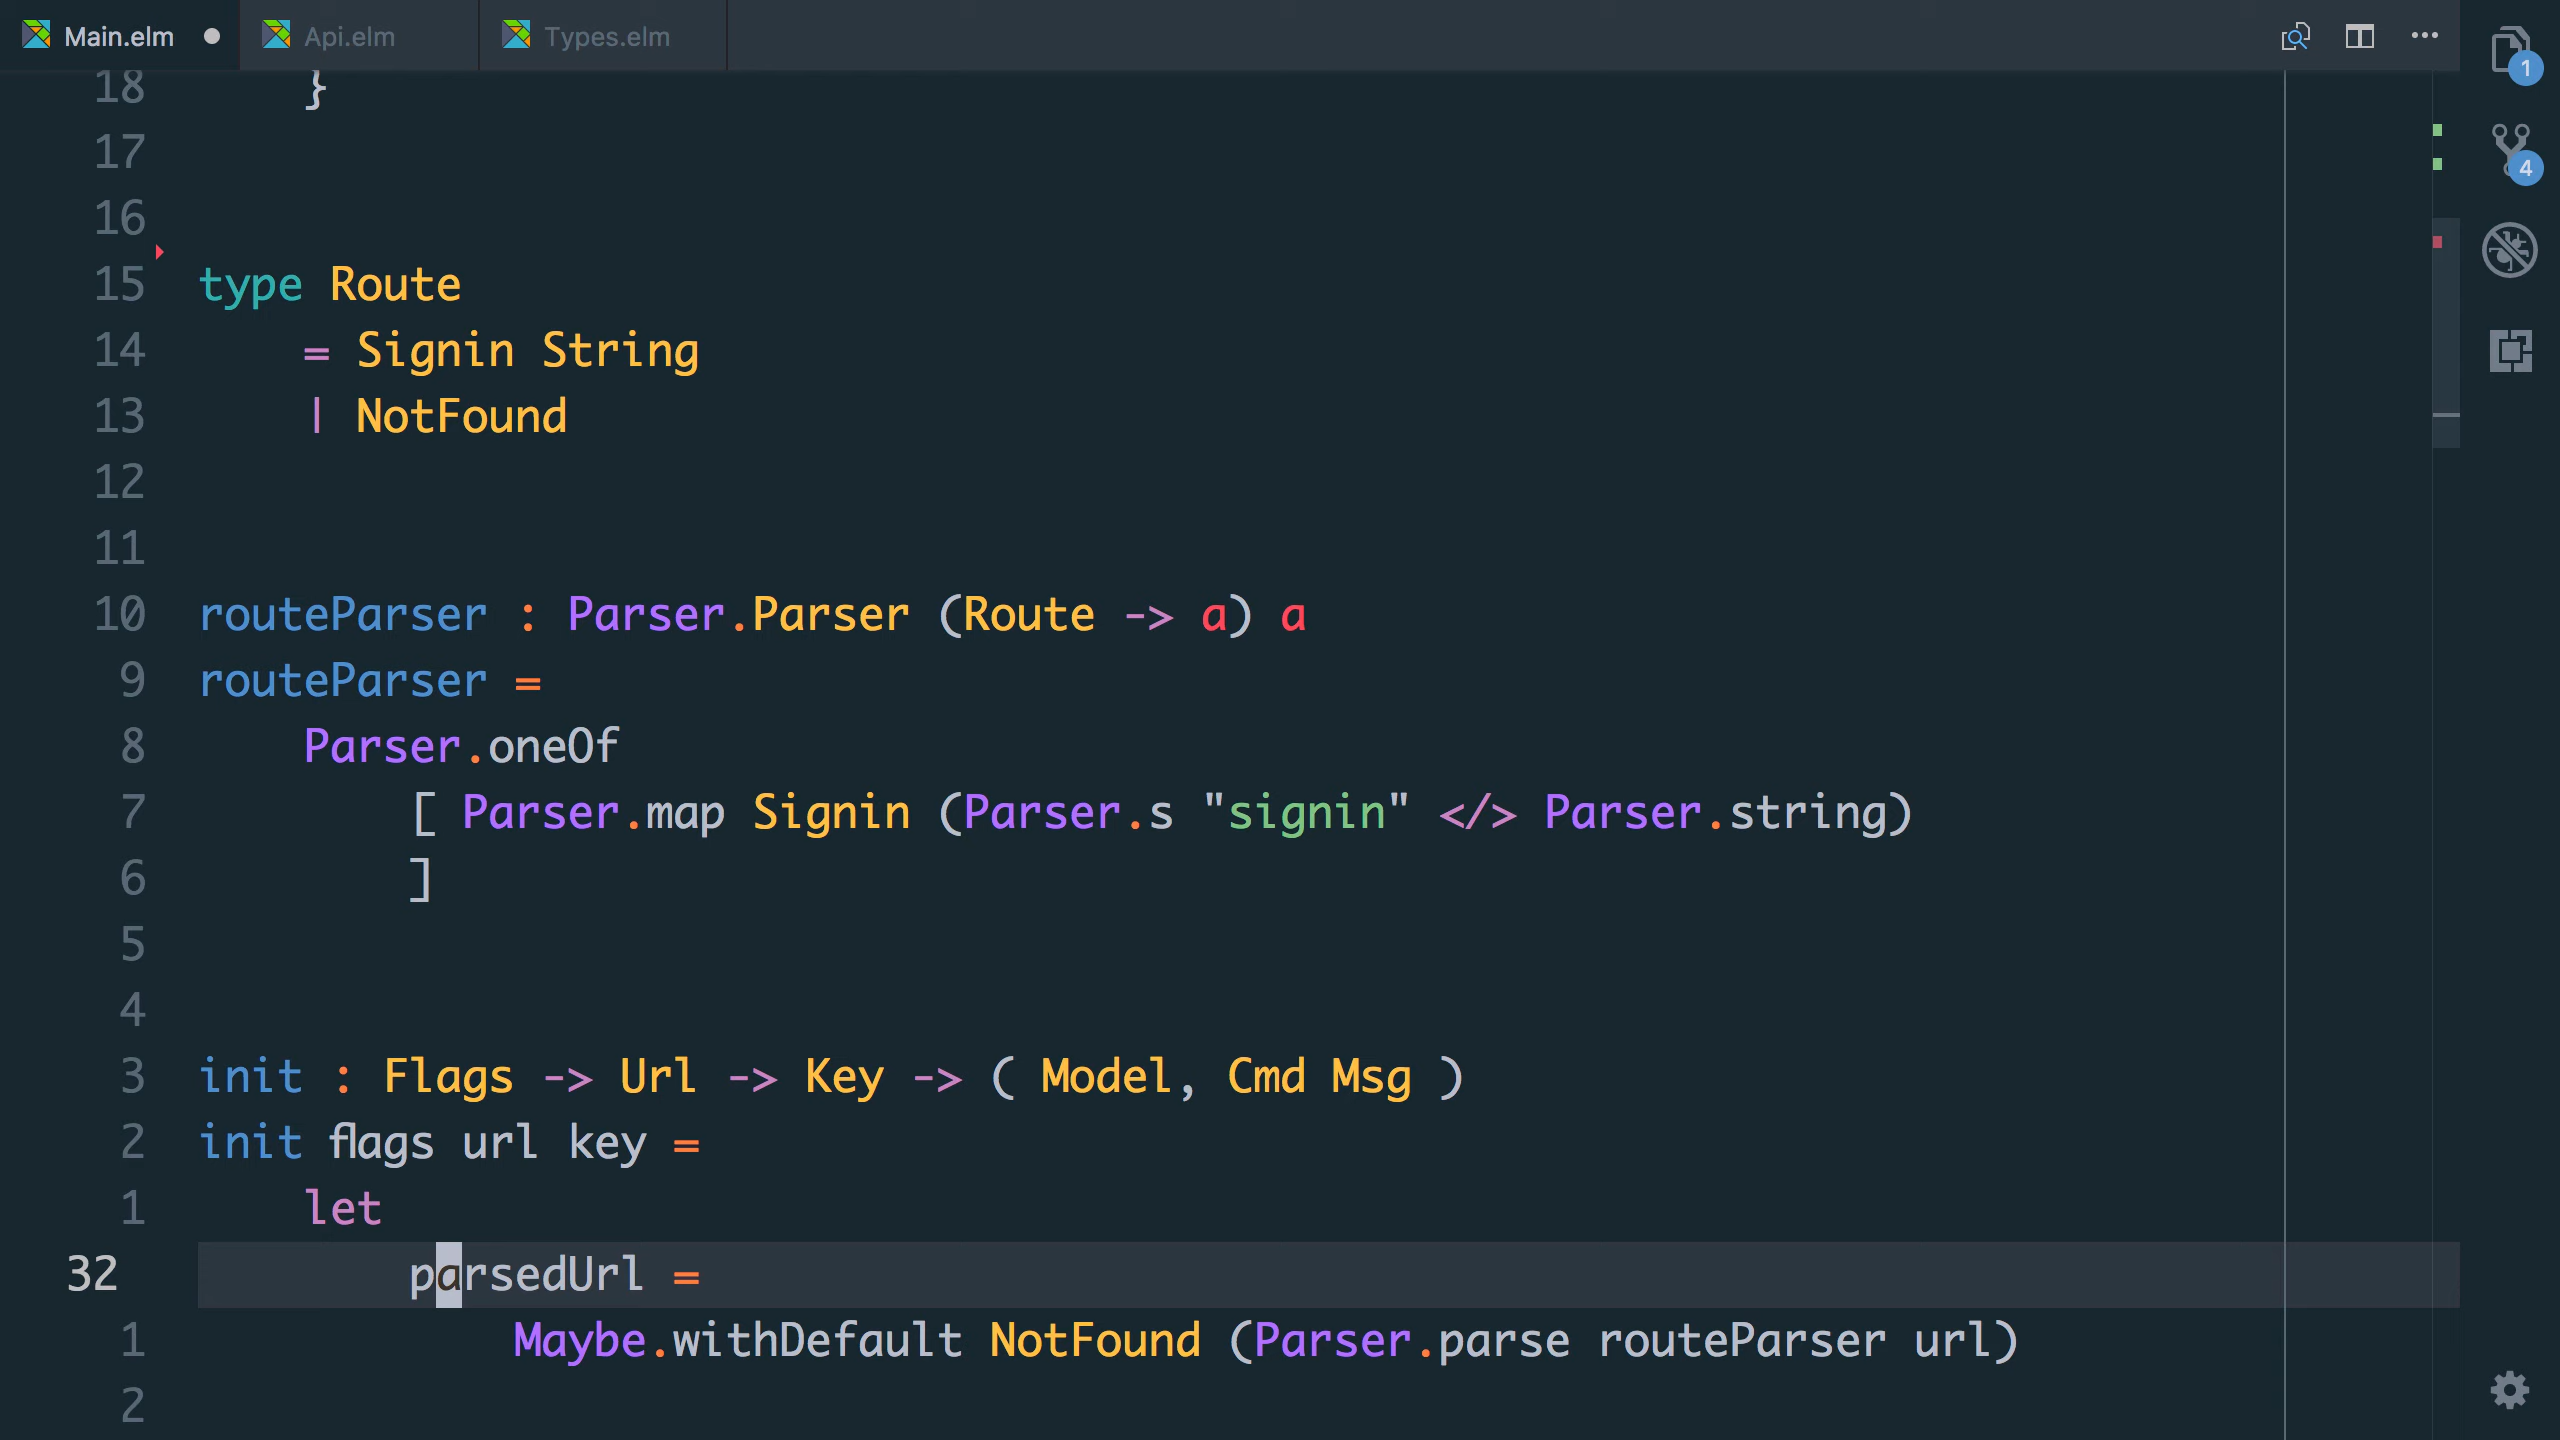 Main.elm Api.elm Types.elm
18 }
17
16
15 type Route
14 = Signin String
13 | NotFound
12
11
10 routeParser : Parser.Parser (Route -> a) a
9 routeParser =
8 Parser.oneOf
7 [ Parser.map Signin (Parser.s "signin" </> Parser.string)
6 ]
5
4
3 init : Flags -> Url -> Key -> ( Model, Cmd Msg )
2 init flags url key =
1 let
32 parsedUrl =
1 Maybe.withDefault NotFound (Parser.parse routeParser url)
2
1
4